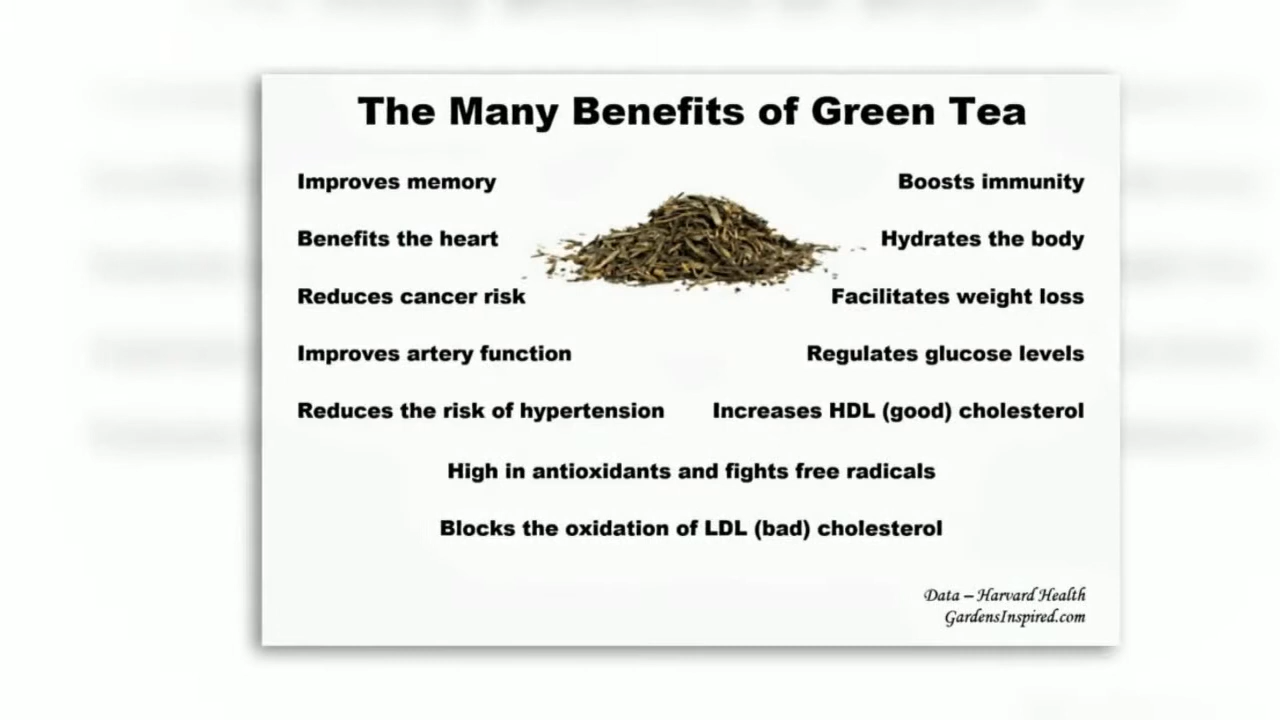 The Many Benefits of Green Tea
Improves memory
Boosts immunity
Benefits the heart
Hydrates the body
Reduces cancer risk
Facilitates weight loss
Improves artery function
Regulates glucose levels
Reduces the risk of hypertension
Increases HDL (good) cholesterol
High in antioxidants and fights free radicals
Blocks the oxidation of LDL (bad) cholesterol
Data – Harvard Health
GardensInspired.com